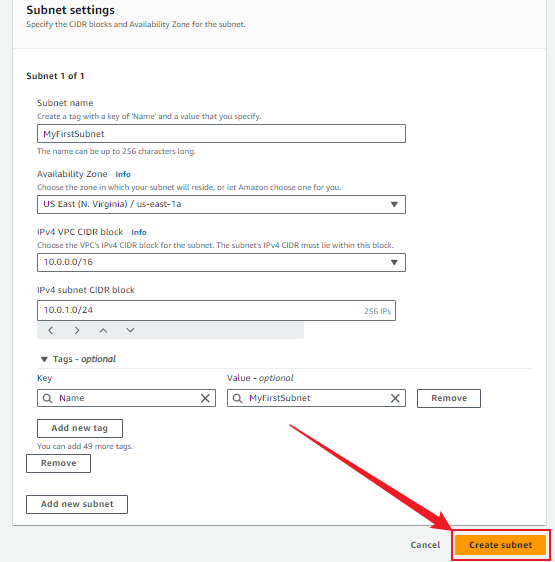 Subnet settings
Specify the CIDR blocks and Availability Zone for the subnet.
Subnet 1 of 1
Subnet name
Create a tag with a key of 'Name' and a value that you specify.
MyFirstSubnet
The name can be up to 256 characters long.
Availability Zone Info
Choose the zone in which your subnet will reside, or let Amazon choose one for you.
US East (N. Virginia) / us-east-1a
IPv4 VPC CIDR block Info
Choose the VPC's IPv4 CIDR block for the subnet. The subnet's IPv4 CIDR must lie within this block.
10.0.0.0/16
IPv4 subnet CIDR block
10.0.1.0/24 256 IPs
Tags - optional
Key Value - optional
Name MyFirstSubnet Remove
Add new tag
You can add 49 more tags.
Remove
Add new subnet
Cancel Create subnet